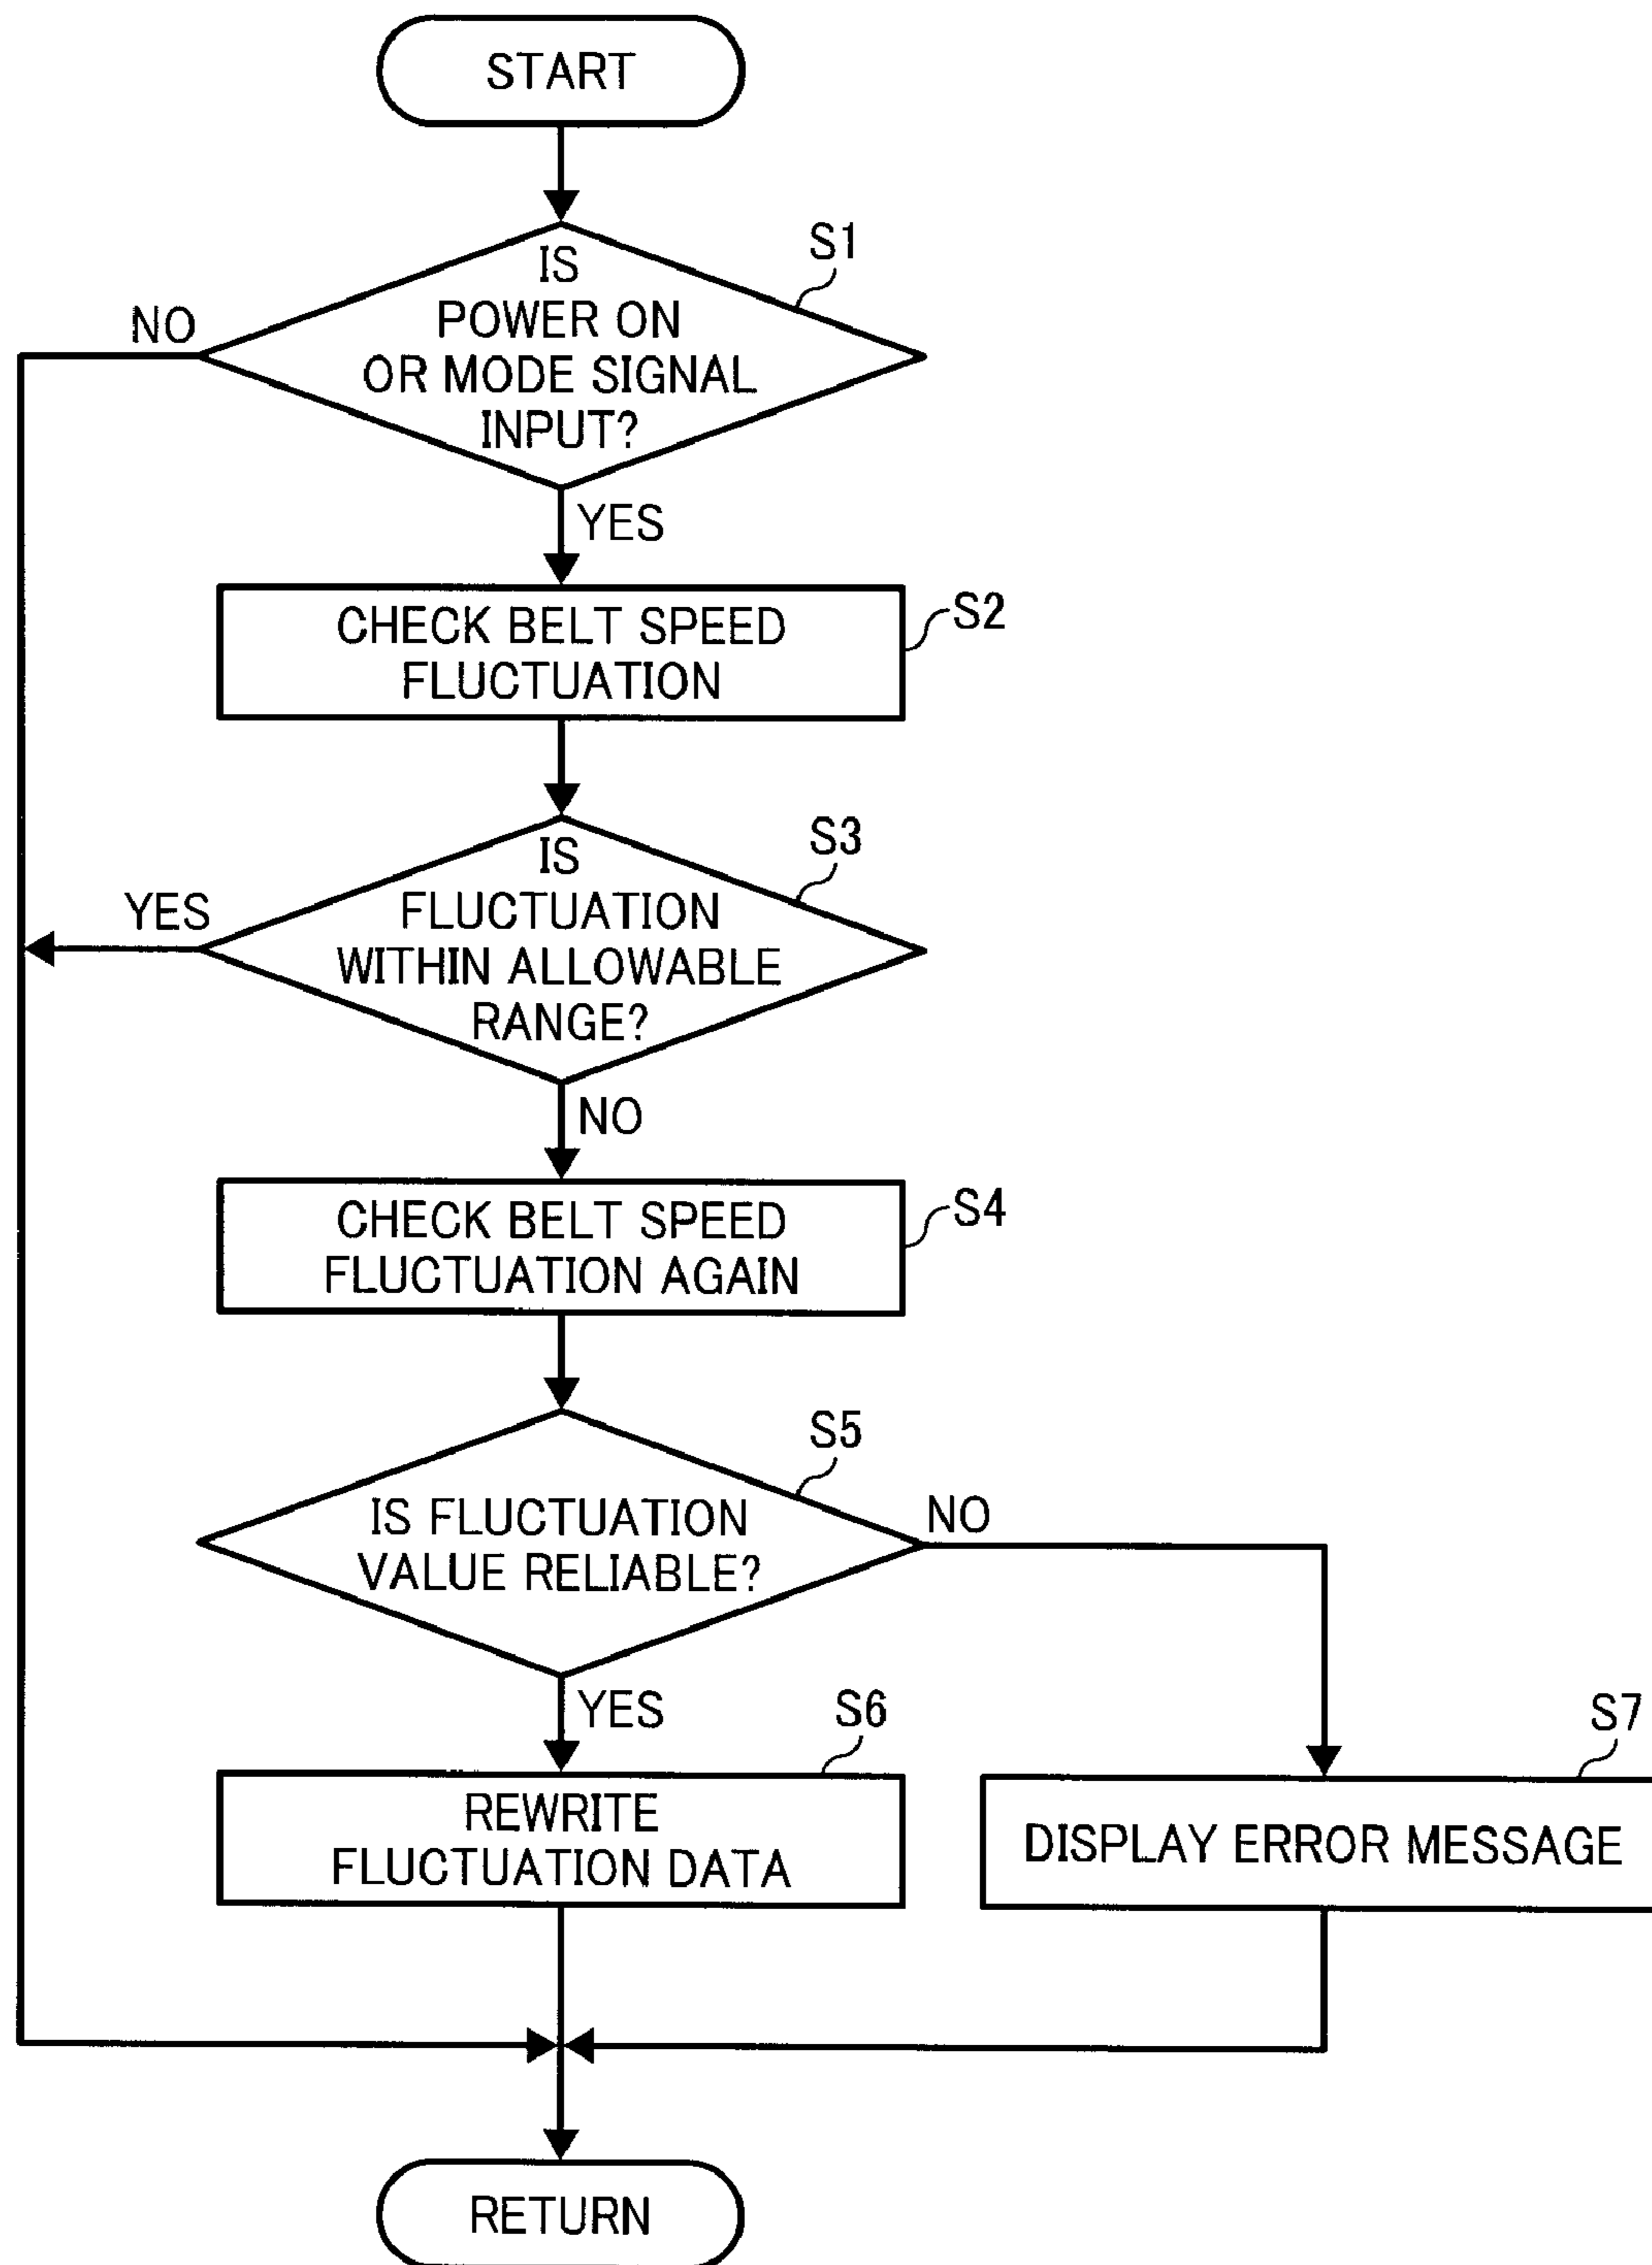 START
S1
IS
POWER ON
OR MODE SIGNAL
INPUT?
NO
YES
CHECK BELT SPEED
FLUCTUATION
S2
S3
IS
FLUCTUATION
WITHIN ALLOWABLE
RANGE?
YES
NO
CHECK BELT SPEED
FLUCTUATION AGAIN
S4
S5
IS FLUCTUATION
VALUE RELIABLE?
NO
YES
S6
REWRITE
FLUCTUATION DATA
S7
DISPLAY ERROR MESSAGE
RETURN